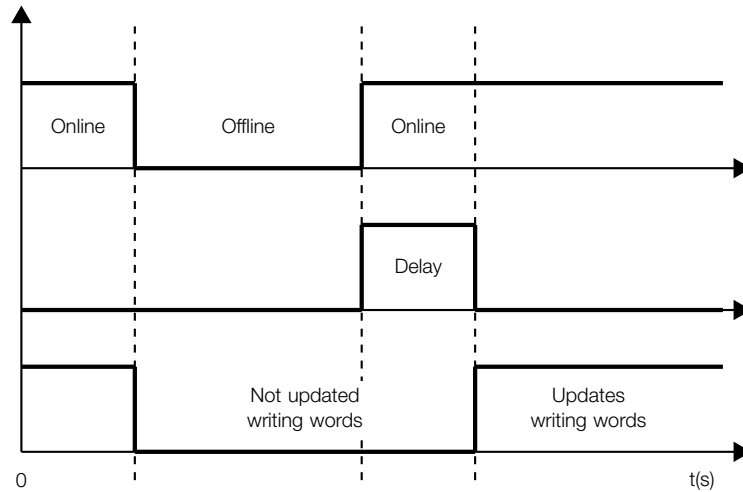 Online
Offline
Online
Delay
Not updated
writing words
Updates
writing words
0
t(s)